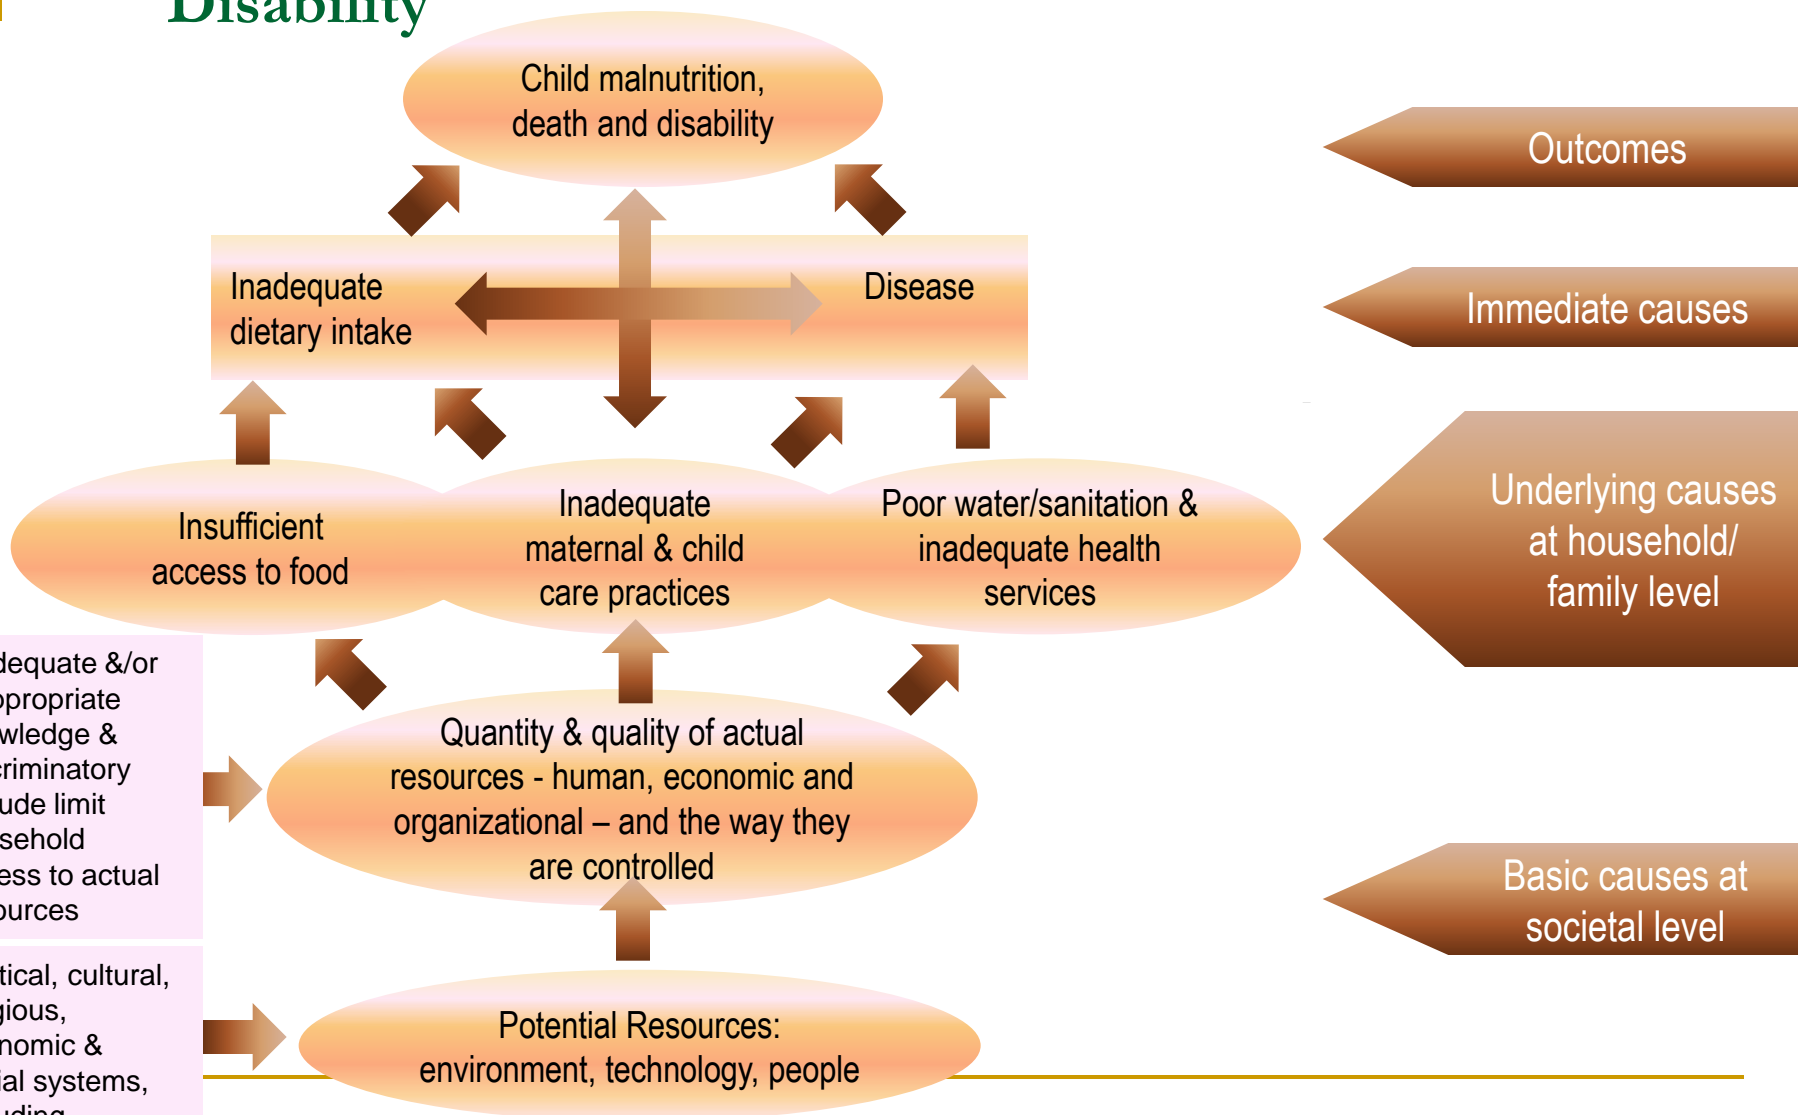 Disability
Child malnutrition,
death and disability
Outcomes
Inadequate
dietary intake
Disease
Immediate causes
Insufficient
access to food
Inadequate
maternal & child
care practices
Poor water/sanitation &
inadequate health
services
Underlying causes
at household/
family level
dequate &/or
propriate
wledge &
criminatory
ude limit
sehold
ess to actual
ources
Quantity & quality of actual
resources - human, economic and
organizational – and the way they
are controlled
Basic causes at
societal level
tical, cultural,
gious,
nomic &
ial systems,
uding
Potential Resources:
environment, technology, people